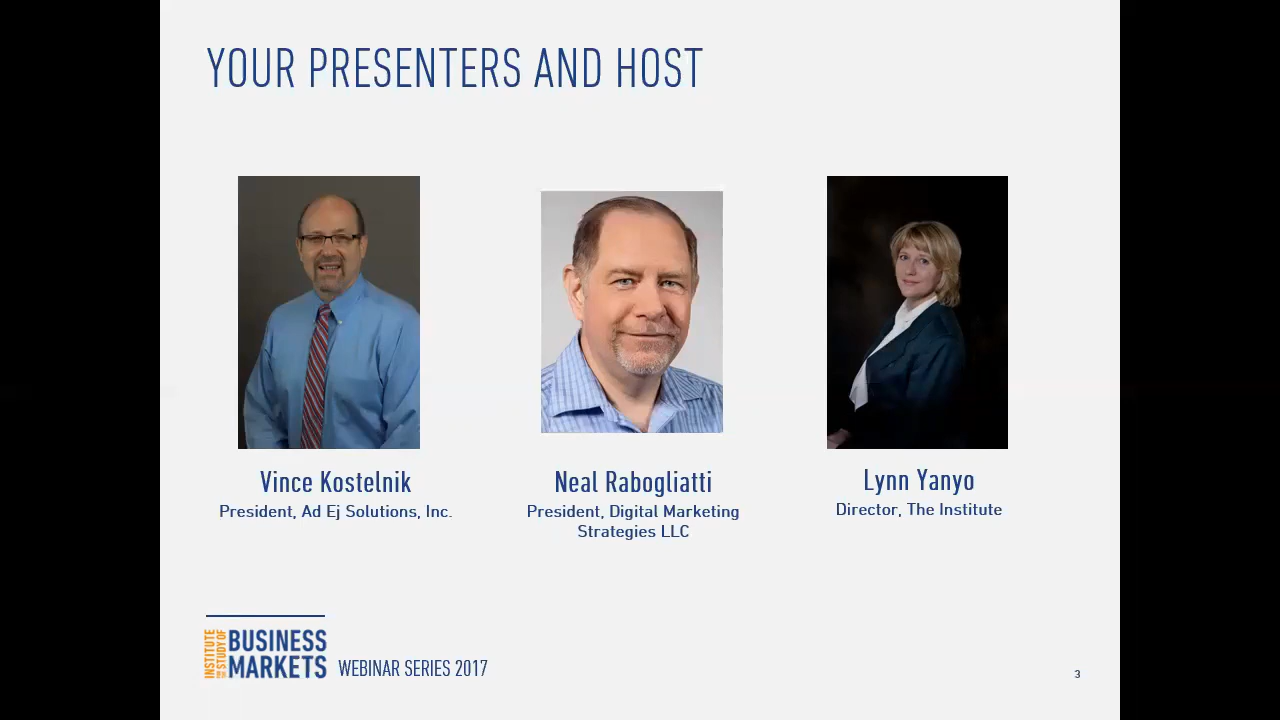 YOUR PRESENTERS AND HOST
Vince Kostelnik
President, Ad Ej Solutions, Inc.
Neal Rabogliatti
President, Digital Marketing
Strategies LLC
Lynn Yanyo
Director, The Institute
INSTITUTE
FOR THE
STUDY OF
BUSINESS
MARKETS
WEBINAR SERIES 2017
3